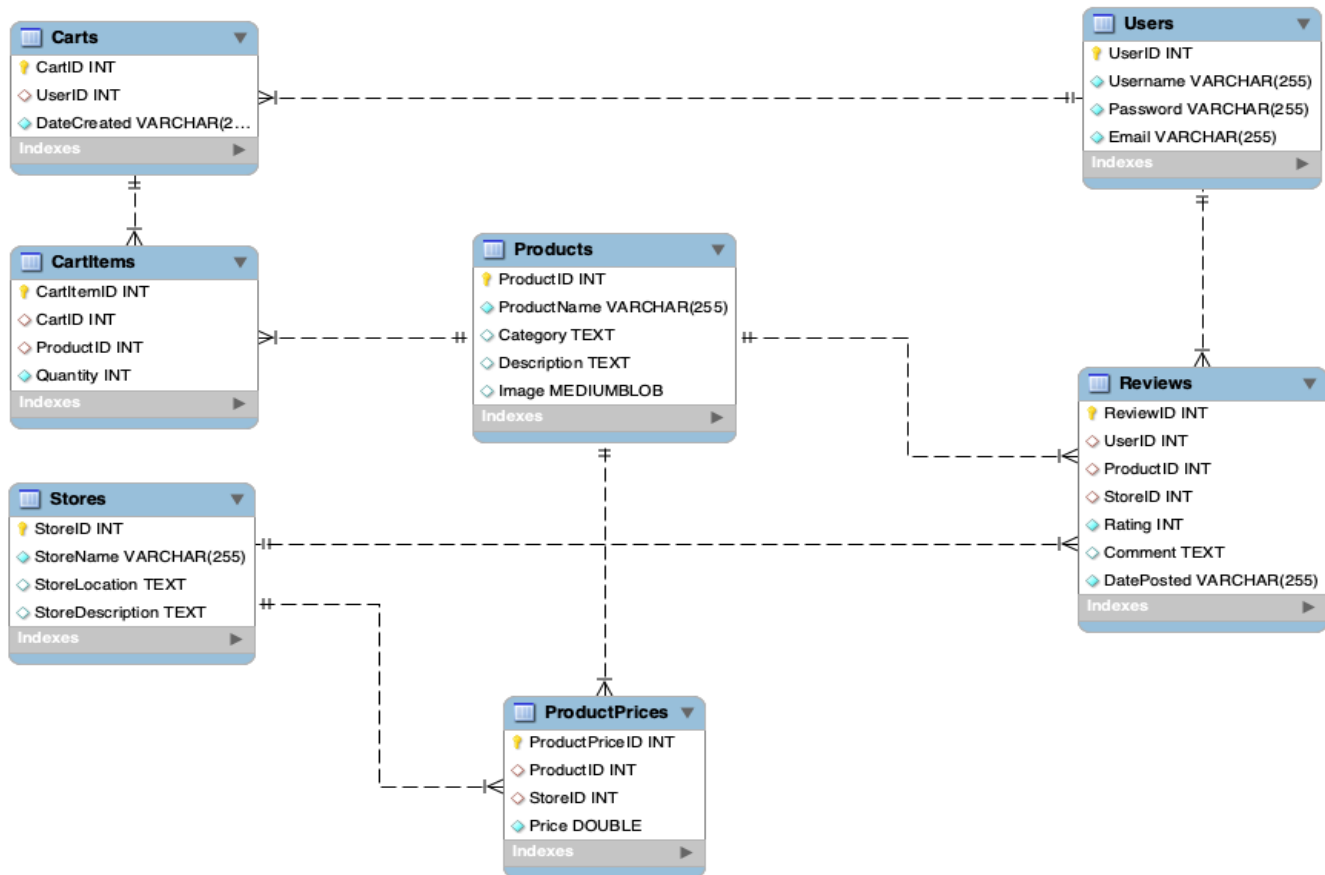 Carts
CartID INT
UserID INT
DateCreated VARCHAR(2...
Indexes
Users
UserID INT
Username VARCHAR(255)
Password VARCHAR(255)
Email VARCHAR(255)
Indexes
CartItems
CartItemID INT
CartID INT
ProductID INT
Quantity INT
Indexes
Products
ProductID INT
ProductName VARCHAR(255)
Category TEXT
Description TEXT
Image MEDIUMBLOB
Indexes
Reviews
ReviewID INT
UserID INT
ProductID INT
StoreID INT
Rating INT
Comment TEXT
DatePosted VARCHAR(255)
Indexes
Stores
StoreID INT
StoreName VARCHAR(255)
StoreLocation TEXT
StoreDescription TEXT
Indexes
ProductPrices
ProductPriceID INT
ProductID INT
StoreID INT
Price DOUBLE
Indexes